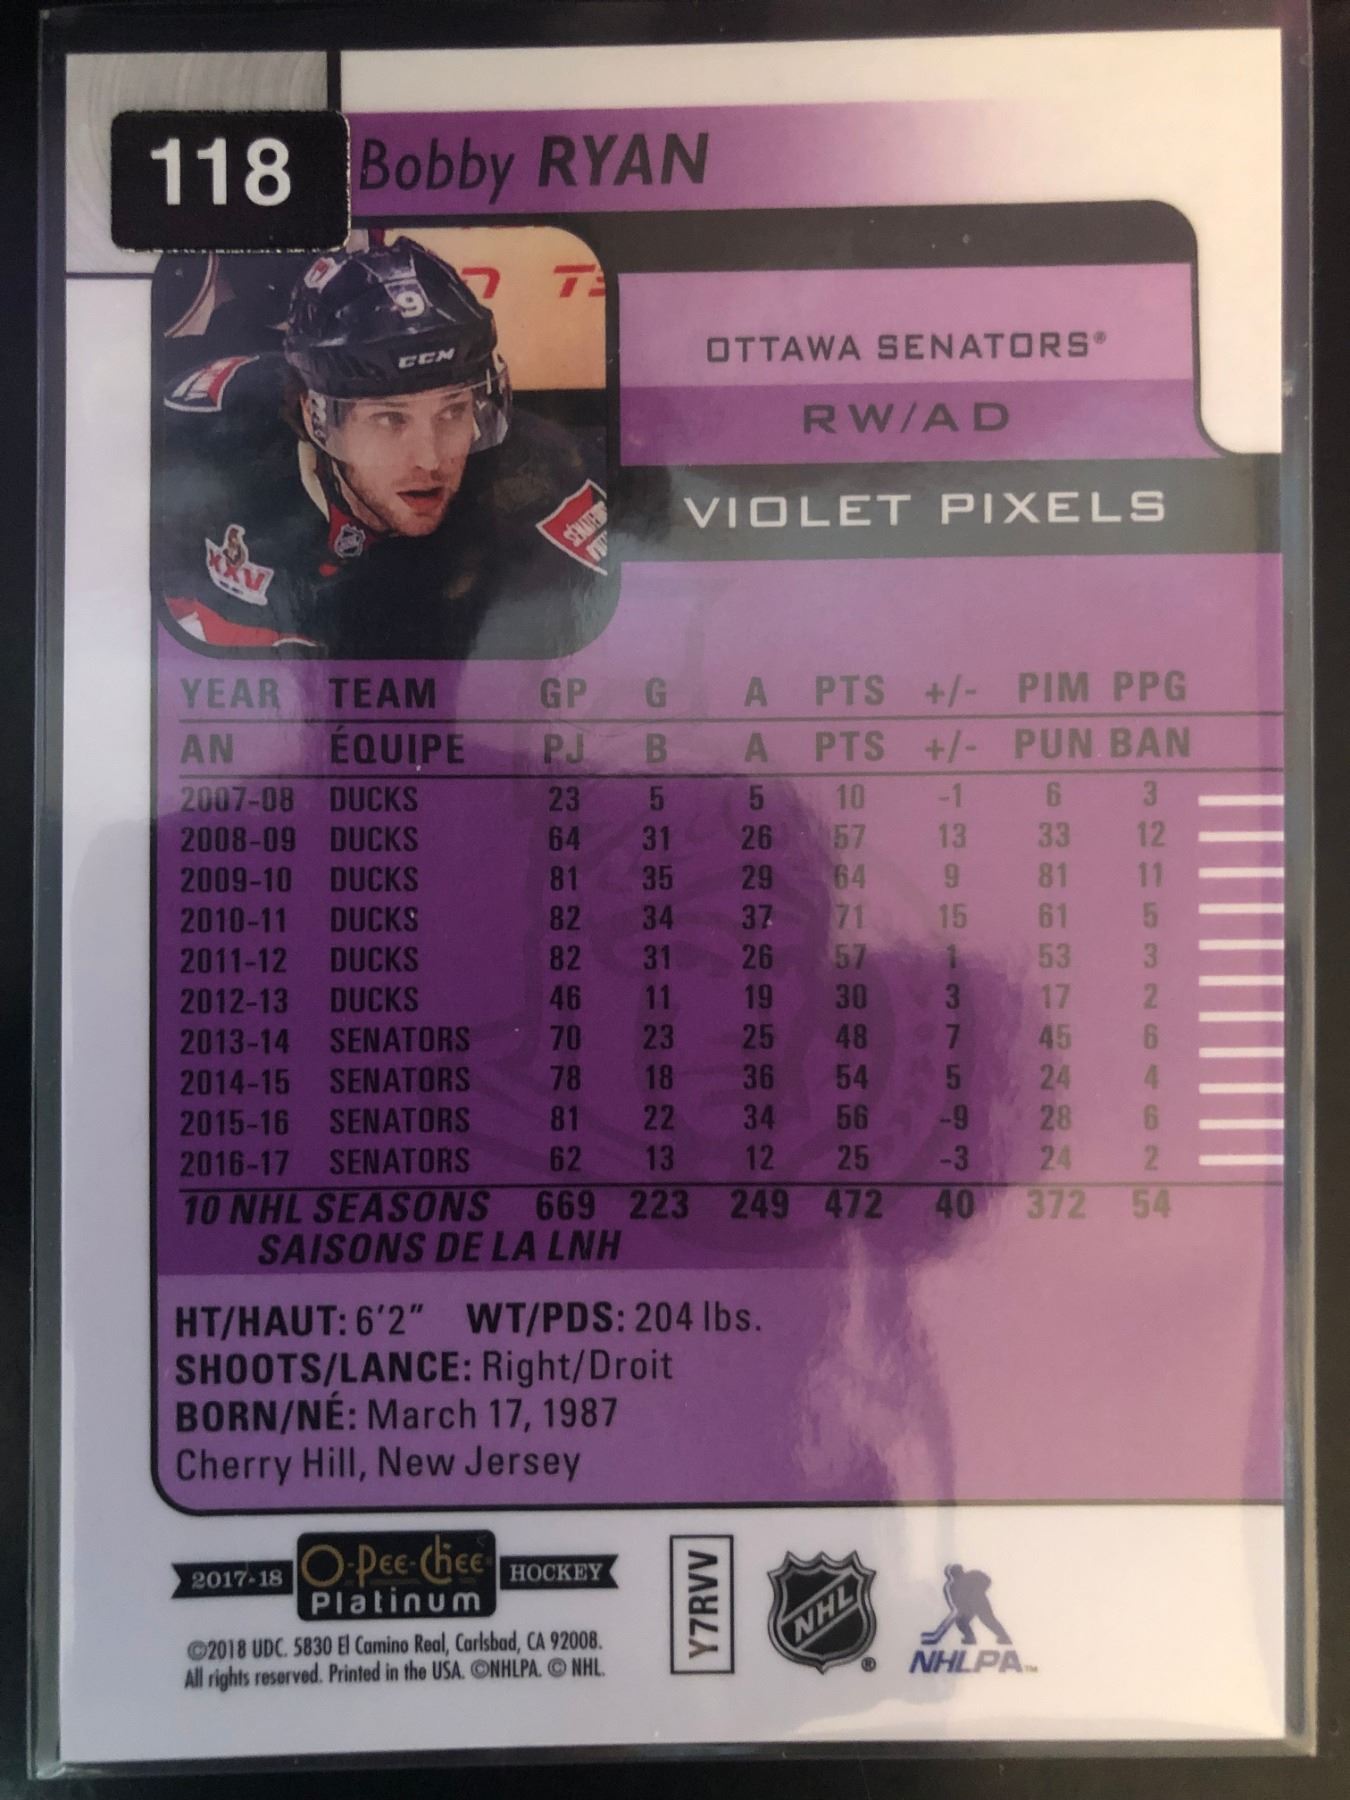 118 Bobby RYAN
9
CCM
OTTAWA SENATORS®
RW/AD
VIOLET PIXELS
XXV
YEAR TEAM GP G A PTS +/- PIM PPG
AN ÉQUIPE PJ B A PTS +/- PUN BAN
2007-08 DUCKS 23 5 5 10 -1 6 3
2008-09 DUCKS 64 31 26 57 13 33 12
2009-10 DUCKS 81 35 29 64 9 81 11
2010-11 DUCKS 82 34 37 71 15 61 5
2011-12 DUCKS 82 31 26 57 1 53 3
2012-13 DUCKS 46 11 19 30 3 17 2
2013-14 SENATORS 70 23 25 48 7 45 6
2014-15 SENATORS 78 18 36 54 5 24 4
2015-16 SENATORS 81 22 34 56 -9 28 6
2016-17 SENATORS 62 13 12 25 -3 24 2
10 NHL SEASONS 669 223 249 472 40 372 54
SAISONS DE LA LNH
HT/HAUT: 6'2" WT/PDS: 204 lbs.
SHOOTS/LANCE: Right/Droit
BORN/NÉ: March 17, 1987
Cherry Hill, New Jersey
2017-18 O-Pee-Chee Platinum HOCKEY
©2018 UDC. 5830 El Camino Real, Carlsbad, CA 92008.
All rights reserved. Printed in the USA. ©NHLPA. © NHL.
Y7RVV
NHL ®
NHLPA™